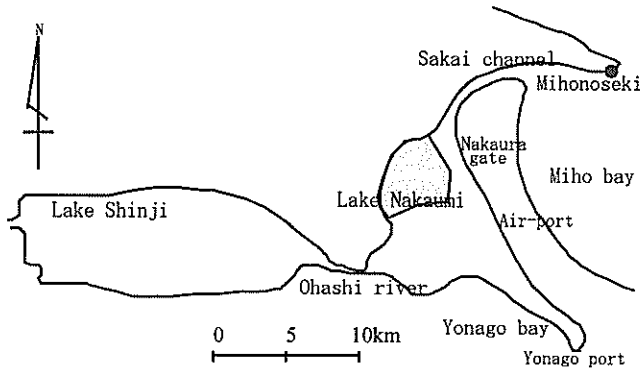 N
Sakai channel
Mihonoseki
Nakaura
gate
Miho bay
Lake Nakaumi
Lake Shinji
Air-port
Ohashi river
Yonago bay
Yonago port
0 5 10km